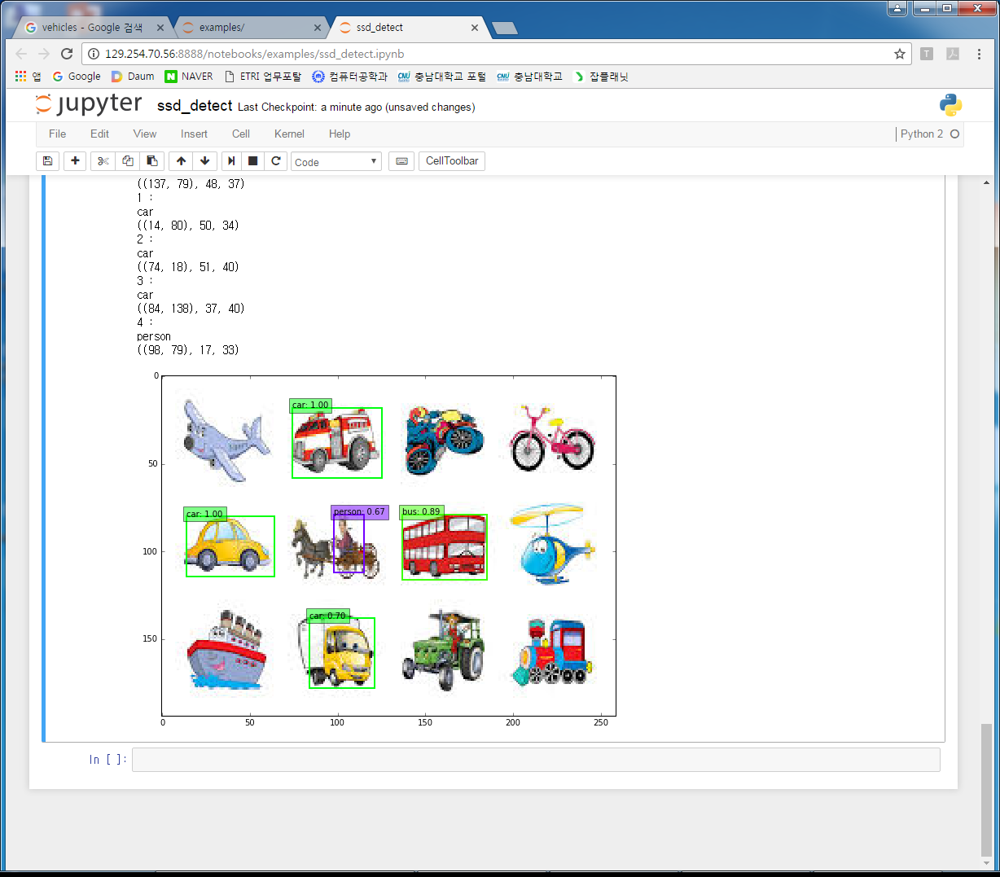 vehicles - Google 검색
examples/
ssd_detect
129.254.70.56:8888/notebooks/examples/ssd_detect.ipynb
앱 Google Daum NAVER ETRI 업무포탈 컴퓨터공학과 CNU 충남대학교 포털 CNU 충남대학교 잡플래닛
jupyter ssd_detect Last Checkpoint: a minute ago (unsaved changes)
File Edit View Insert Cell Kernel Help Python 2
Code CellToolbar
((137, 79), 48, 37)
1 :
car
((14, 80), 50, 34)
2 :
car
((74, 18), 51, 40)
3 :
car
((84, 138), 37, 40)
4 :
person
((98, 79), 17, 33)
0
car: 1.00
50
car: 1.00 person: 0.67 bus: 0.89
100
car: 0.70
150
0 50 100 150 200 250
In [ ]: